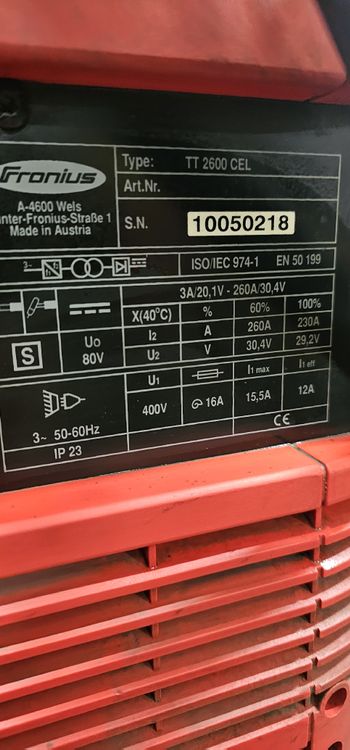 Fronius
A-4600 Wels
nter-Fronius-Straße 1
Made in Austria
Type: TT 2600 CEL
Art.Nr.
S.N. 10050218
3~
ISO/IEC 974-1 EN 50 199
3A/20,1V - 260A/30,4V
X(40°C) % 60% 100%
S Uo 80V
I2 A 260A 230A
U2 V 30,4V 29,2V
3~ 50-60Hz
U1 I1 max I1 eff
400V 16A 15,5A 12A
IP 23 CE